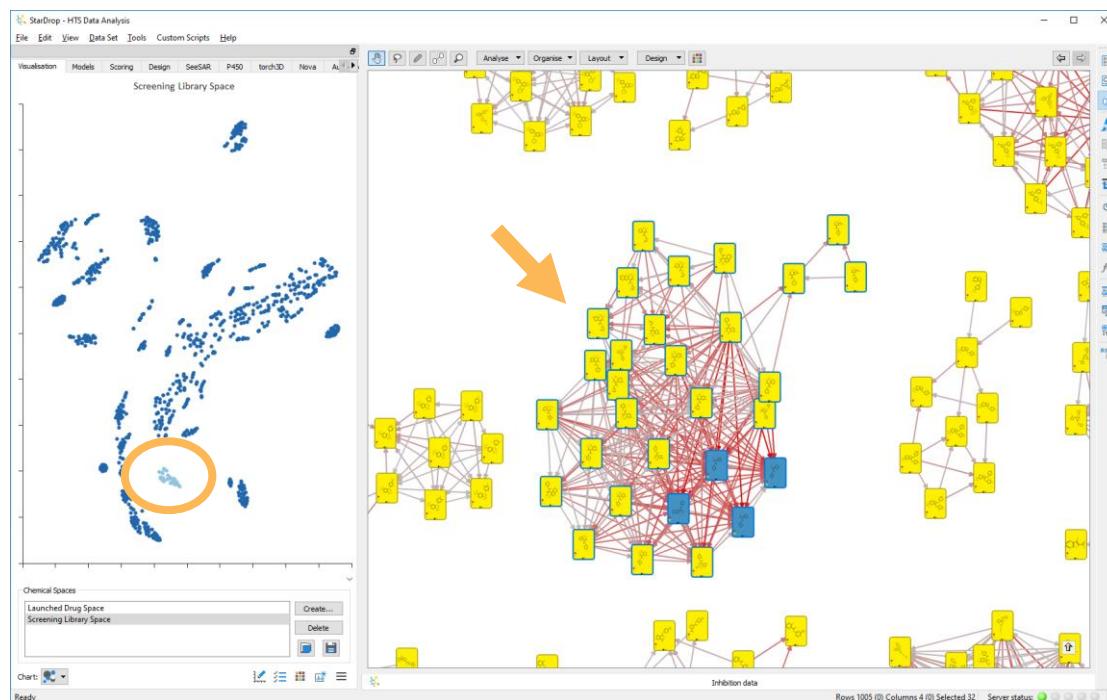 StarDrop - HTS Data Analysis
File Edit View Data Set Tools Custom Scripts Help
Visualisation Models Scoring Design SeeSAR P450 torch3D Nova
Analyse Organise Layout Design
Screening Library Space
Chemical Spaces
Launched Drug Space
Screening Library Space
Create...
Delete
Chart:
Inhibition data
Ready
Rows 1005 (0) Columns 4 (0) Selected 32 Server status: